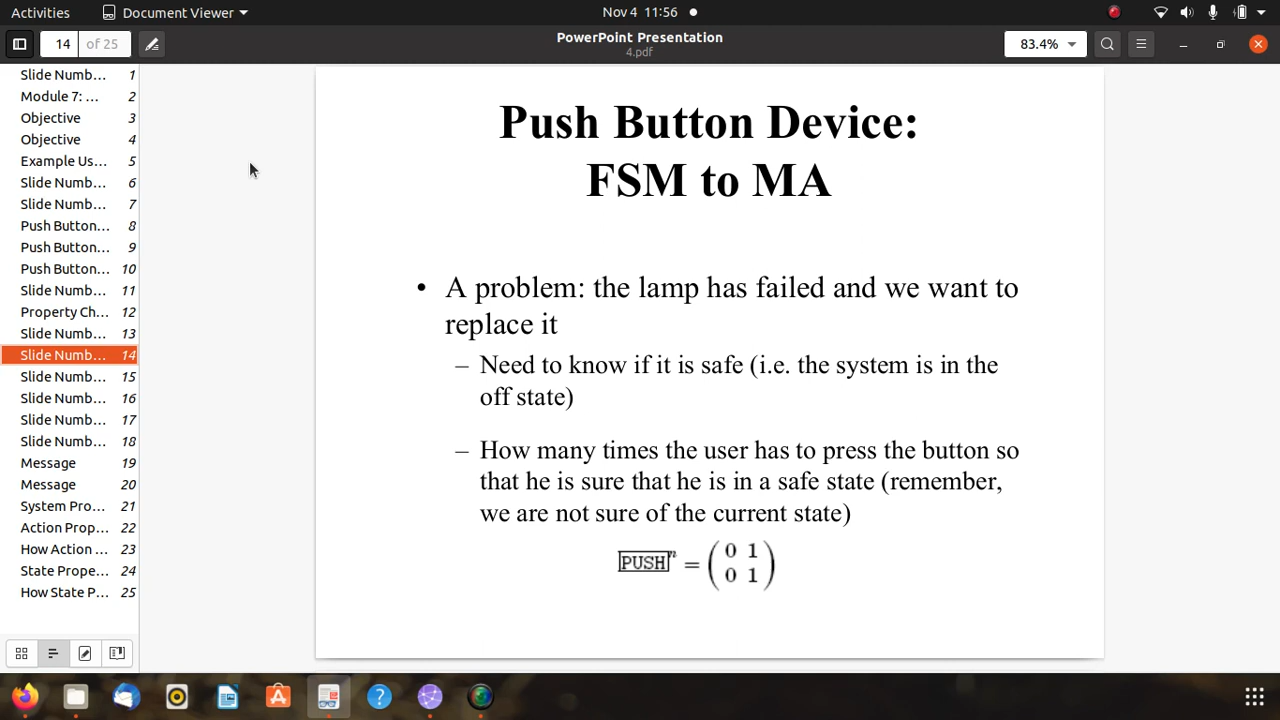 Activities
Document Viewer
Nov 4 11:56
14
of 25
PowerPoint Presentation
4.pdf
83.4%
Slide Numb... 1
Module 7: ... 2
Objective 3
Objective 4
Example Us... 5
Slide Numb... 6
Slide Numb... 7
Push Button... 8
Push Button... 9
Push Button... 10
Slide Numb... 11
Property Ch... 12
Slide Numb... 13
Slide Numb... 14
Slide Numb... 15
Slide Numb... 16
Slide Numb... 17
Slide Numb... 18
Message 19
Message 20
System Pro... 21
Action Prop... 22
How Action ... 23
State Prope... 24
How State P... 25
Push Button Device:
FSM to MA
• A problem: the lamp has failed and we want to
replace it
– Need to know if it is safe (i.e. the system is in the
off state)
– How many times the user has to press the button so
that he is sure that he is in a safe state (remember,
we are not sure of the current state)
PUSH^n = (0 1
0 1)